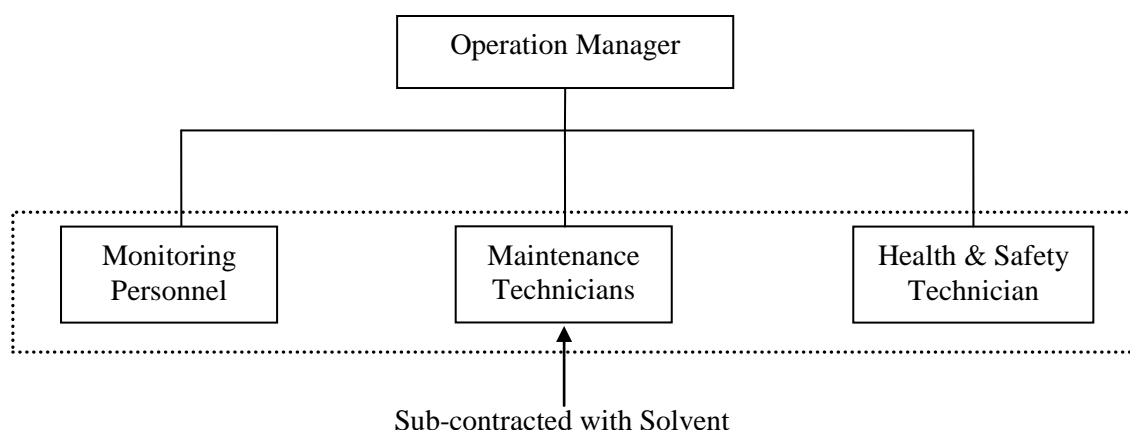 Operation Manager
Monitoring
Personnel
Maintenance
Technicians
Health & Safety
Technician
Sub-contracted with Solvent